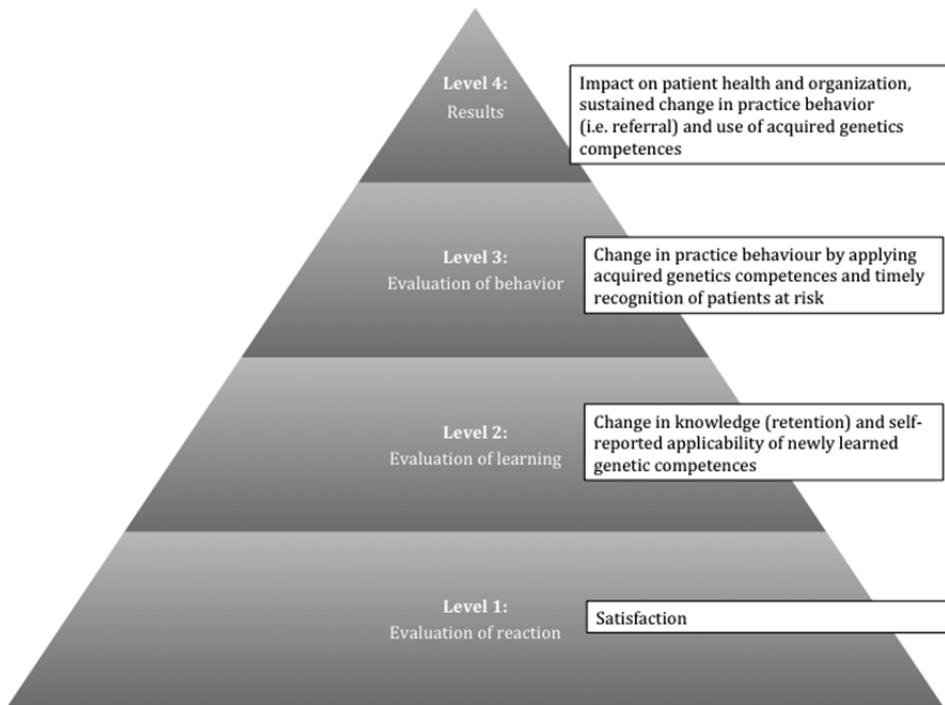 Level 4:
Results
Impact on patient health and organization,
sustained change in practice behavior
(i.e. referral) and use of acquired genetics
competences
Level 3:
Evaluation of behavior
Change in practice behaviour by applying
acquired genetics competences and timely
recognition of patients at risk
Level 2:
Evaluation of learning
Change in knowledge (retention) and self-
reported applicability of newly learned
genetic competences
Level 1:
Evaluation of reaction
Satisfaction